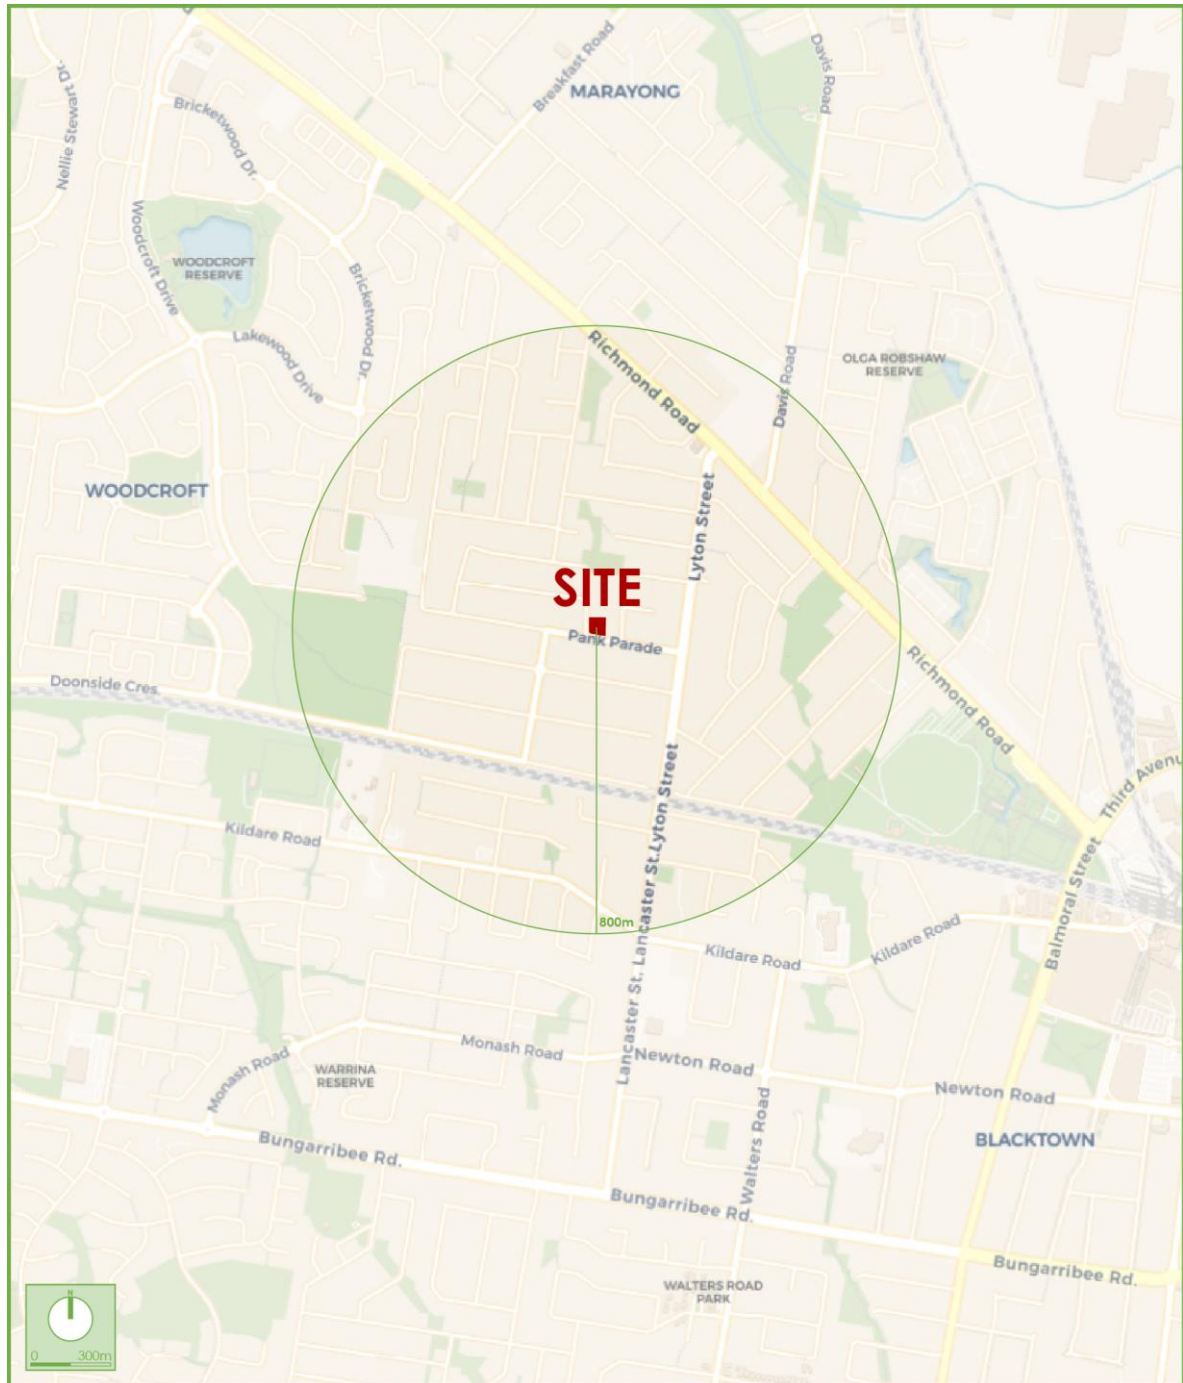 Breakfast Road
Davis Road
Nellie Stewart Dr.
MARAYONG
Bricketwood Dr.
Woodcroft Drive
WOODCROFT
RESERVE
Bricketwood Dr.
Lakewood Drive
Richmond Road
Davis Road
OLGA ROBSHAW
RESERVE
WOODCROFT
Lyton Street
SITE
Pank Parade
Richmond Road
Doonside Cres.
Lyton Street
Third Avenu
Kildare Road
Balmoral Street
800m
Lancaster St.
Kildare Road
Kildare Road
Lancaster St.
Monash Road
Newton Road
Monash Road
WARRINA
RESERVE
Newton Road
Walters Road
BLACKTOWN
Bungarribee Rd.
Bungarribee Rd.
Bungarribee Rd.
WALTERS ROAD
PARK
N
0 300m